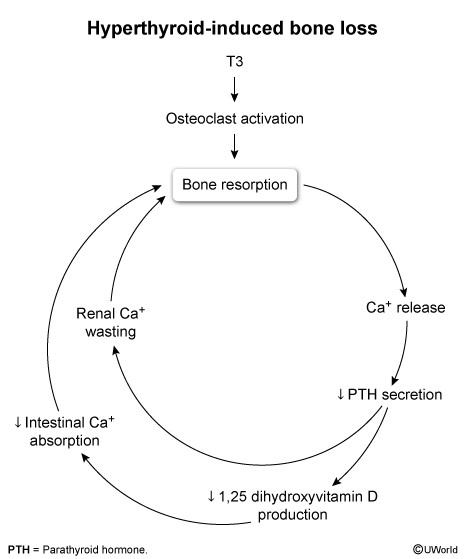 Hyperthyroid-induced bone loss
T3
Osteoclast activation
Bone resorption
Ca⁺ release
Renal Ca⁺
wasting
↓PTH secretion
↓Intestinal Ca⁺
absorption
↓1,25 dihydroxyvitamin D
production
PTH = Parathyroid hormone.
©UWorld